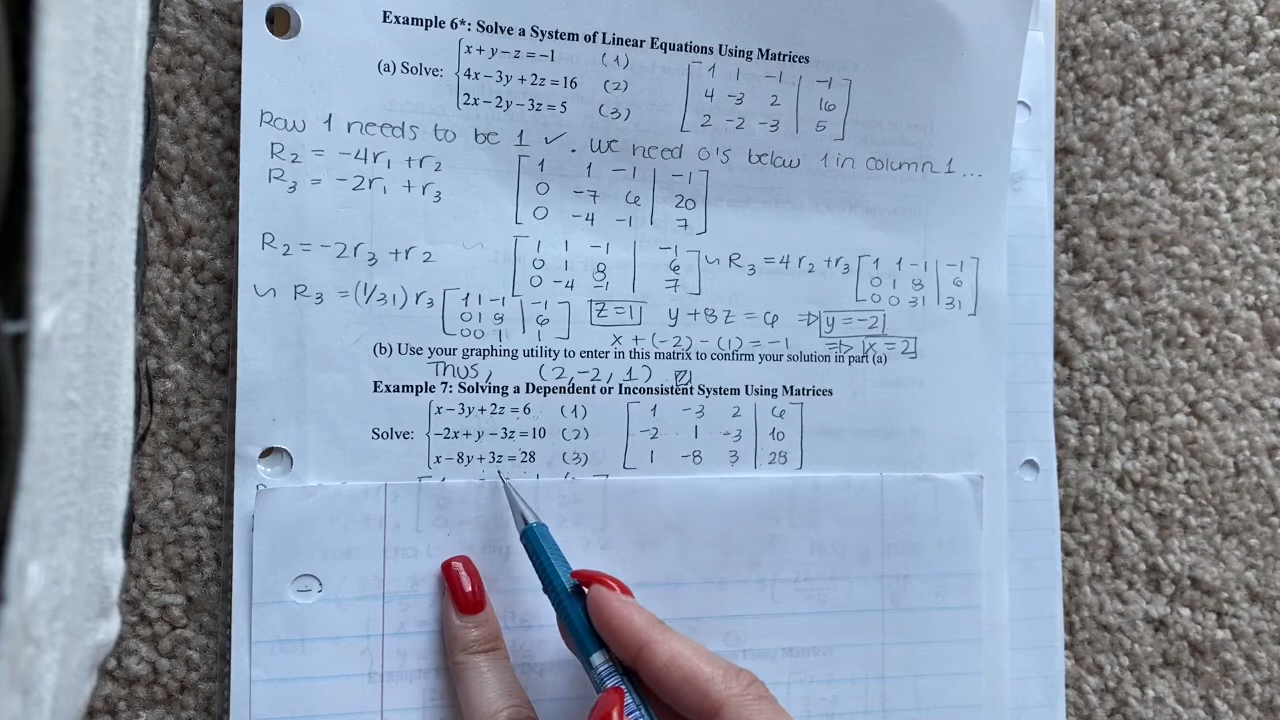 Example 6*: Solve a System of Linear Equations Using Matrices
x + y − z = −1 (1)
(a) Solve: 4x − 3y + 2z = 16 (2)
2x − 2y − 3z = 5 (3)
[1 1 −1 | −1]
[4 −3 2 | 16]
[2 −2 −3 | 5]
Row 1 needs to be 1 ✓. we need 0's below 1 in column 1 ...
R2 = −4r1 + r2
R3 = −2r1 + r3
[1 1 −1 | −1]
[0 −7 6 | 20]
[0 −4 −1 | 7]
R2 = −2r3 + r2
[1 1 −1 | −1]
[0 1 8 | 6]
[0 −4 −1 | 7]
~ R3 = 4r2 + r3
[1 1 −1 | −1]
[0 1 8 | 6]
[0 0 31 | 31]
~ R3 = (1/31) r3
[1 1 −1 | −1]
[0 1 8 | 6]
[0 0 1 | 1]
z = 1 y + 8z = 6 ⇒ y = −2
x + (−2) − (1) = −1 ⇒ x = 2
(b) Use your graphing utility to enter in this matrix to confirm your solution in part (a)
Thus, (2, −2, 1)
Example 7: Solving a Dependent or Inconsistent System Using Matrices
x − 3y + 2z = 6 (1)
Solve: −2x + y − 3z = 10 (2)
x − 8y + 3z = 28 (3)
[1 −3 2 | 6]
[−2 1 −3 | 10]
[1 −8 3 | 28]